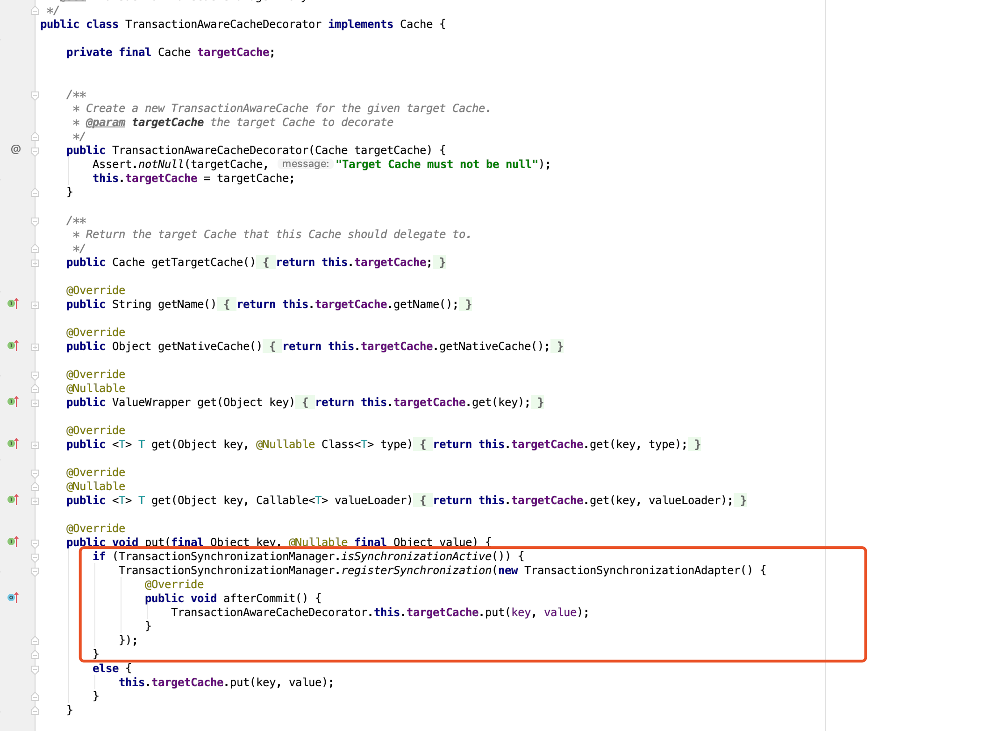 */
public class TransactionAwareCacheDecorator implements Cache {
private final Cache targetCache;
/**
* Create a new TransactionAwareCache for the given target Cache.
* @param targetCache the target Cache to decorate
*/
@
public TransactionAwareCacheDecorator(Cache targetCache) {
Assert.notNull(targetCache, message: "Target Cache must not be null");
this.targetCache = targetCache;
}
/**
* Return the target Cache that this Cache should delegate to.
*/
public Cache getTargetCache() { return this.targetCache; }
@Override
public String getName() { return this.targetCache.getName(); }
@Override
public Object getNativeCache() { return this.targetCache.getNativeCache(); }
@Override
@Nullable
public ValueWrapper get(Object key) { return this.targetCache.get(key); }
@Override
public <T> T get(Object key, @Nullable Class<T> type) { return this.targetCache.get(key, type); }
@Override
@Nullable
public <T> T get(Object key, Callable<T> valueLoader) { return this.targetCache.get(key, valueLoader); }
@Override
public void put(final Object key, @Nullable final Object value) {
if (TransactionSynchronizationManager.isSynchronizationActive()) {
TransactionSynchronizationManager.registerSynchronization(new TransactionSynchronizationAdapter() {
@Override
public void afterCommit() {
TransactionAwareCacheDecorator.this.targetCache.put(key, value);
}
});
}
else {
this.targetCache.put(key, value);
}
}